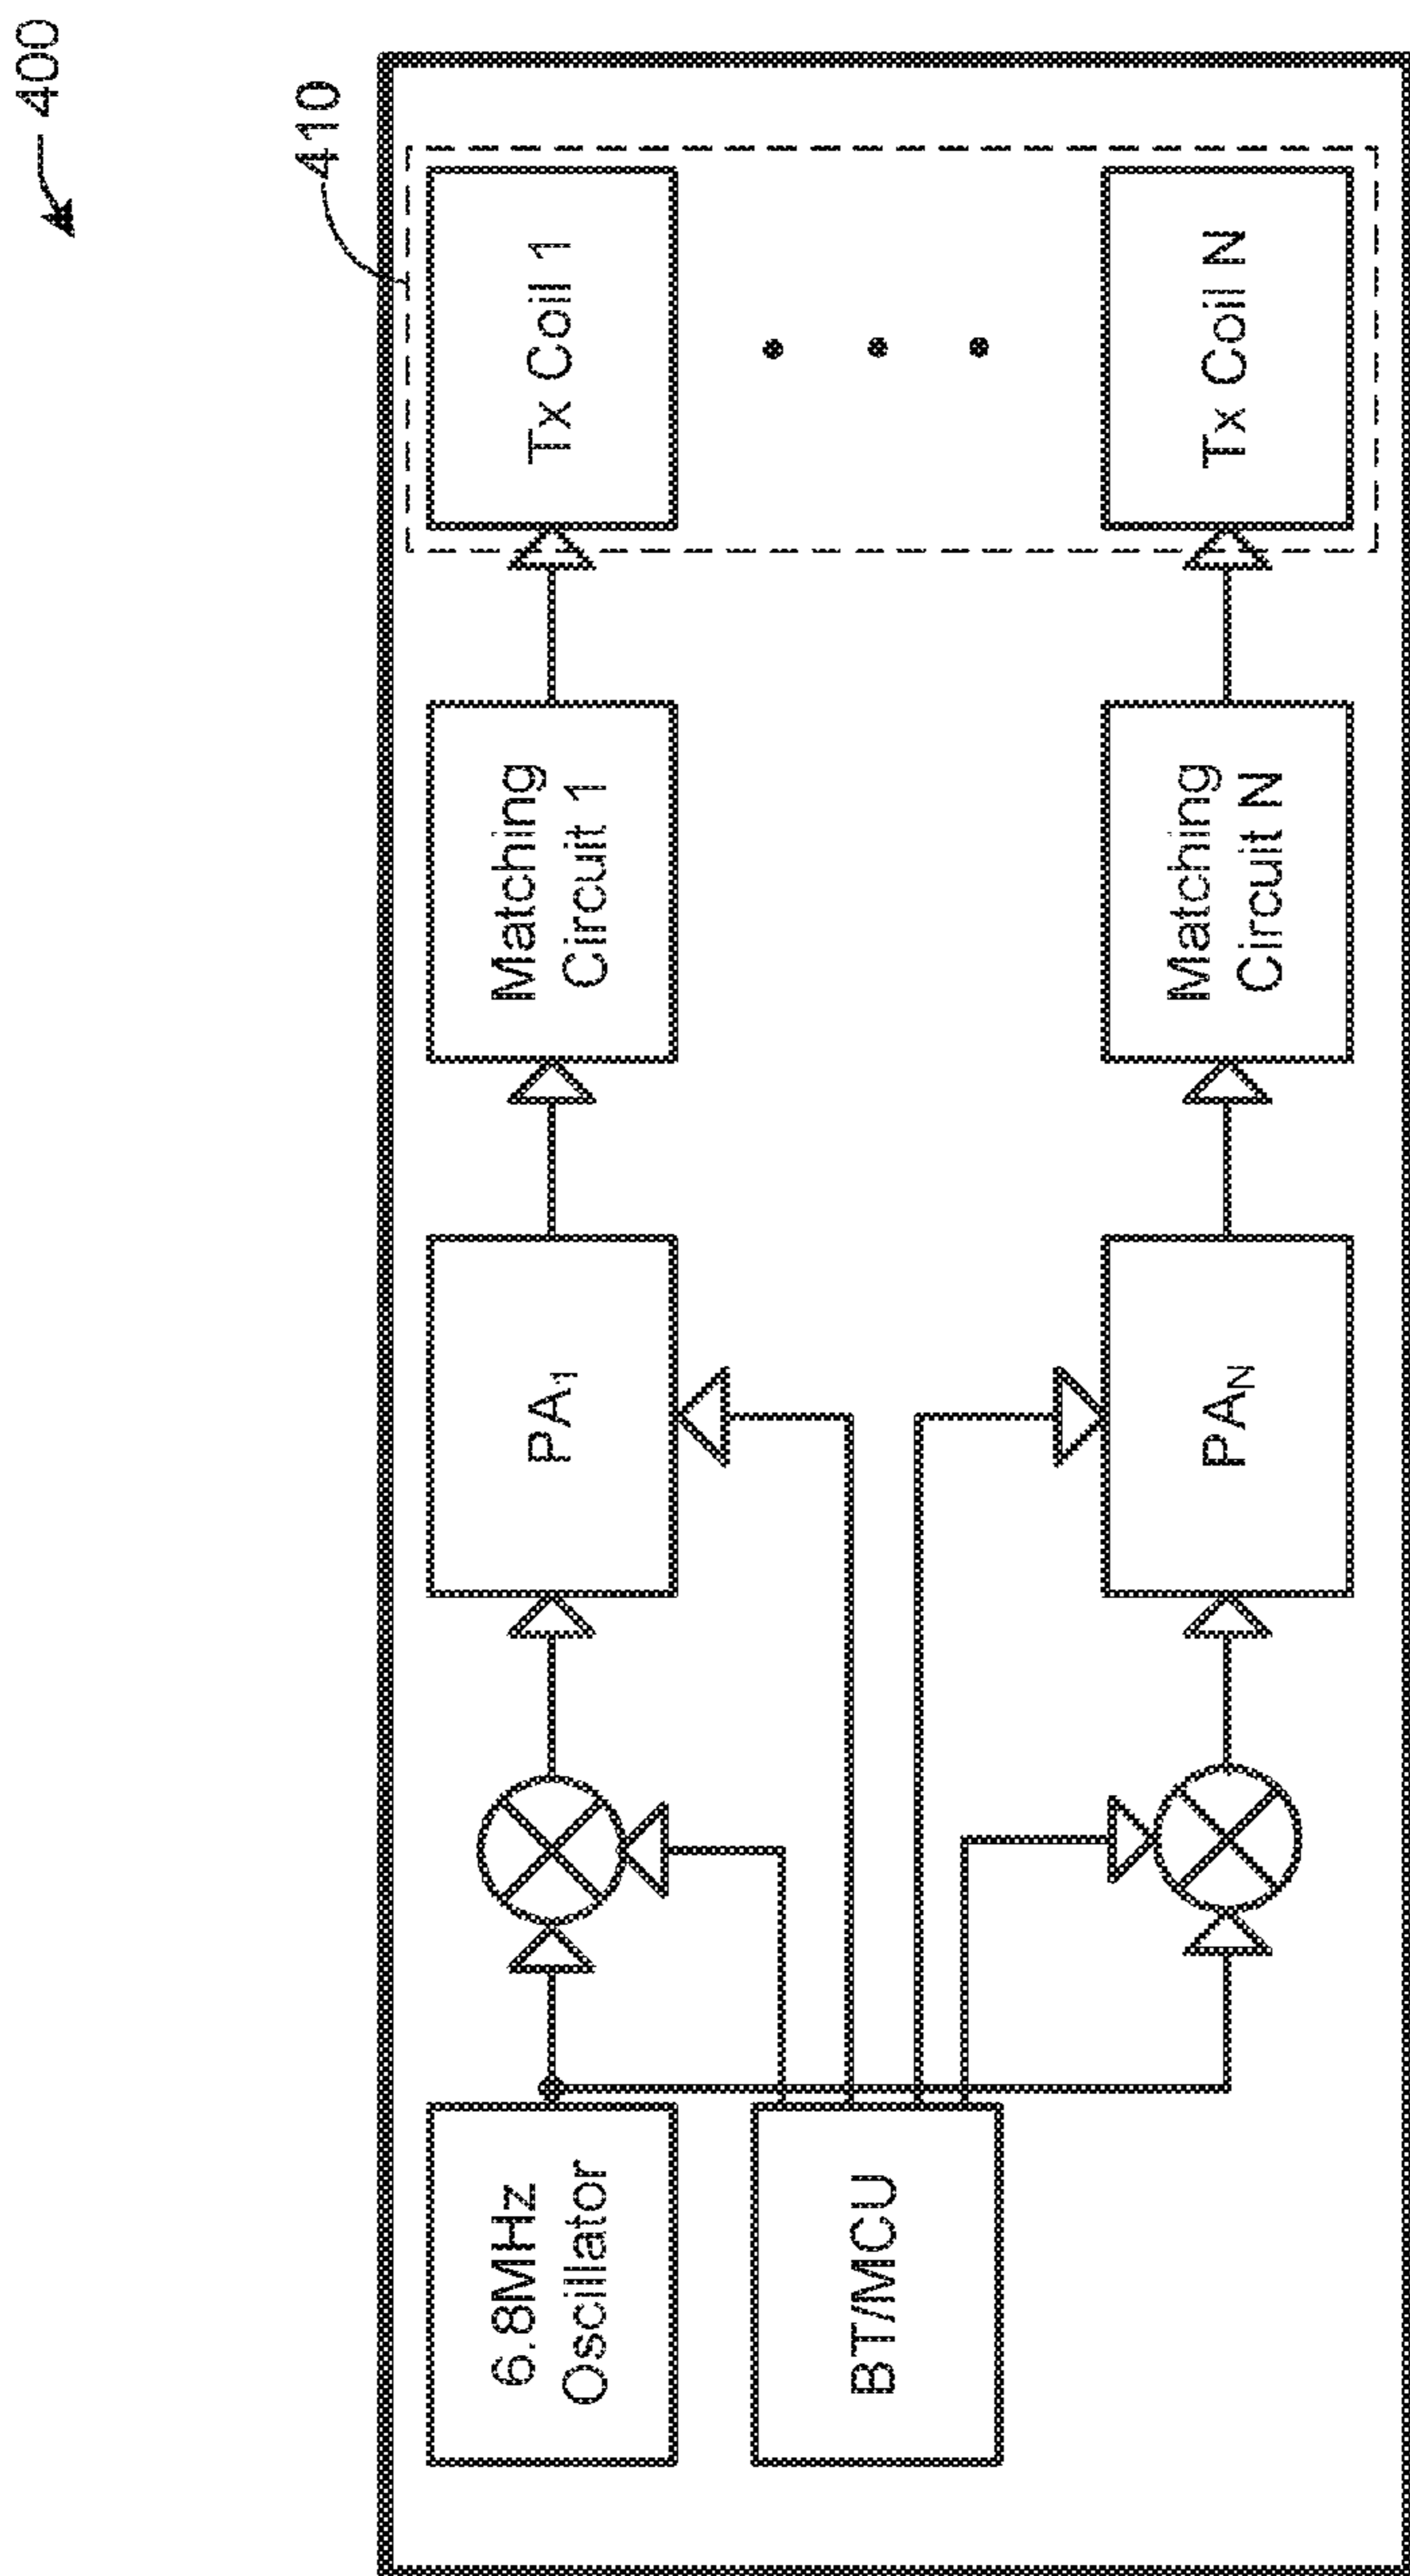 400
410
6.8MHz
Oscillator
PA1
Matching
Circuit 1
Tx Coil 1
BT/MCU
PAN
Matching
Circuit N
Tx Coil N